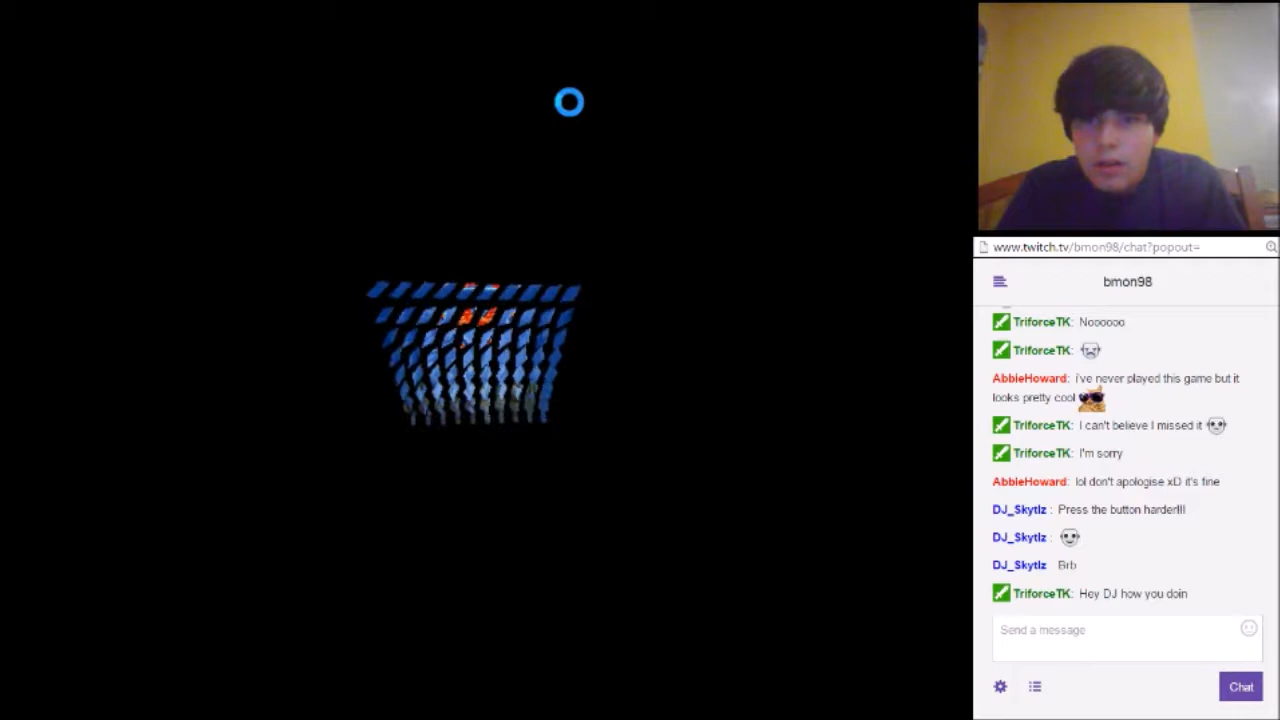 www.twitch.tv/bmon98/chat?popout=
bmon98
TriforceTK: Noooooo
TriforceTK:
AbbieHoward: i've never played this game but it
looks pretty cool
TriforceTK: I can't believe I missed it
TriforceTK: I'm sorry
AbbieHoward: lol don't apologise xD it's fine
DJ_Skytlz : Press the button harder!!!
DJ_Skytlz :
DJ_Skytlz Brb
TriforceTK: Hey DJ how you doin
Send a message
Chat